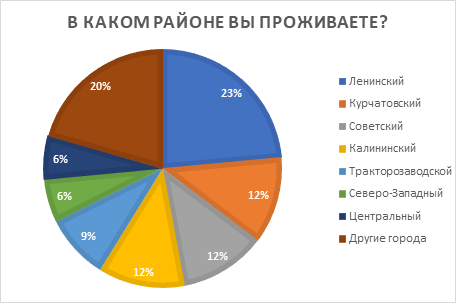 В КАКОМ РАЙОНЕ ВЫ ПРОЖИВАЕТЕ?
23%
12%
12%
12%
9%
6%
6%
20%
Ленинский
Курчатовский
Советский
Калининский
Тракторозаводской
Северо-Западный
Центральный
Другие города